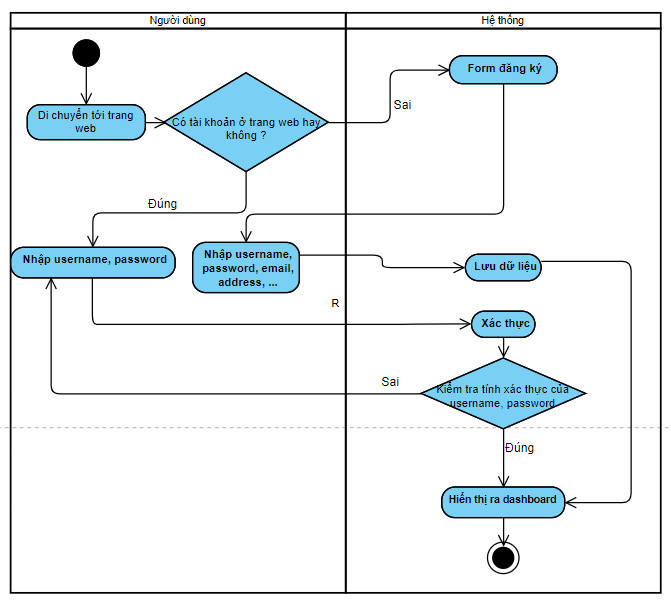 Người dùng
Hệ thống
Form đăng ký
Di chuyển tới trang
web
Có tài khoản ở trang web hay
không ?
Sai
Đúng
Nhập username, password
Nhập username,
password, email,
address, ...
Lưu dữ liệu
R
Xác thực
Sai
Kiểm tra tính xác thực của
username, password
Đúng
Hiển thị ra dashboard